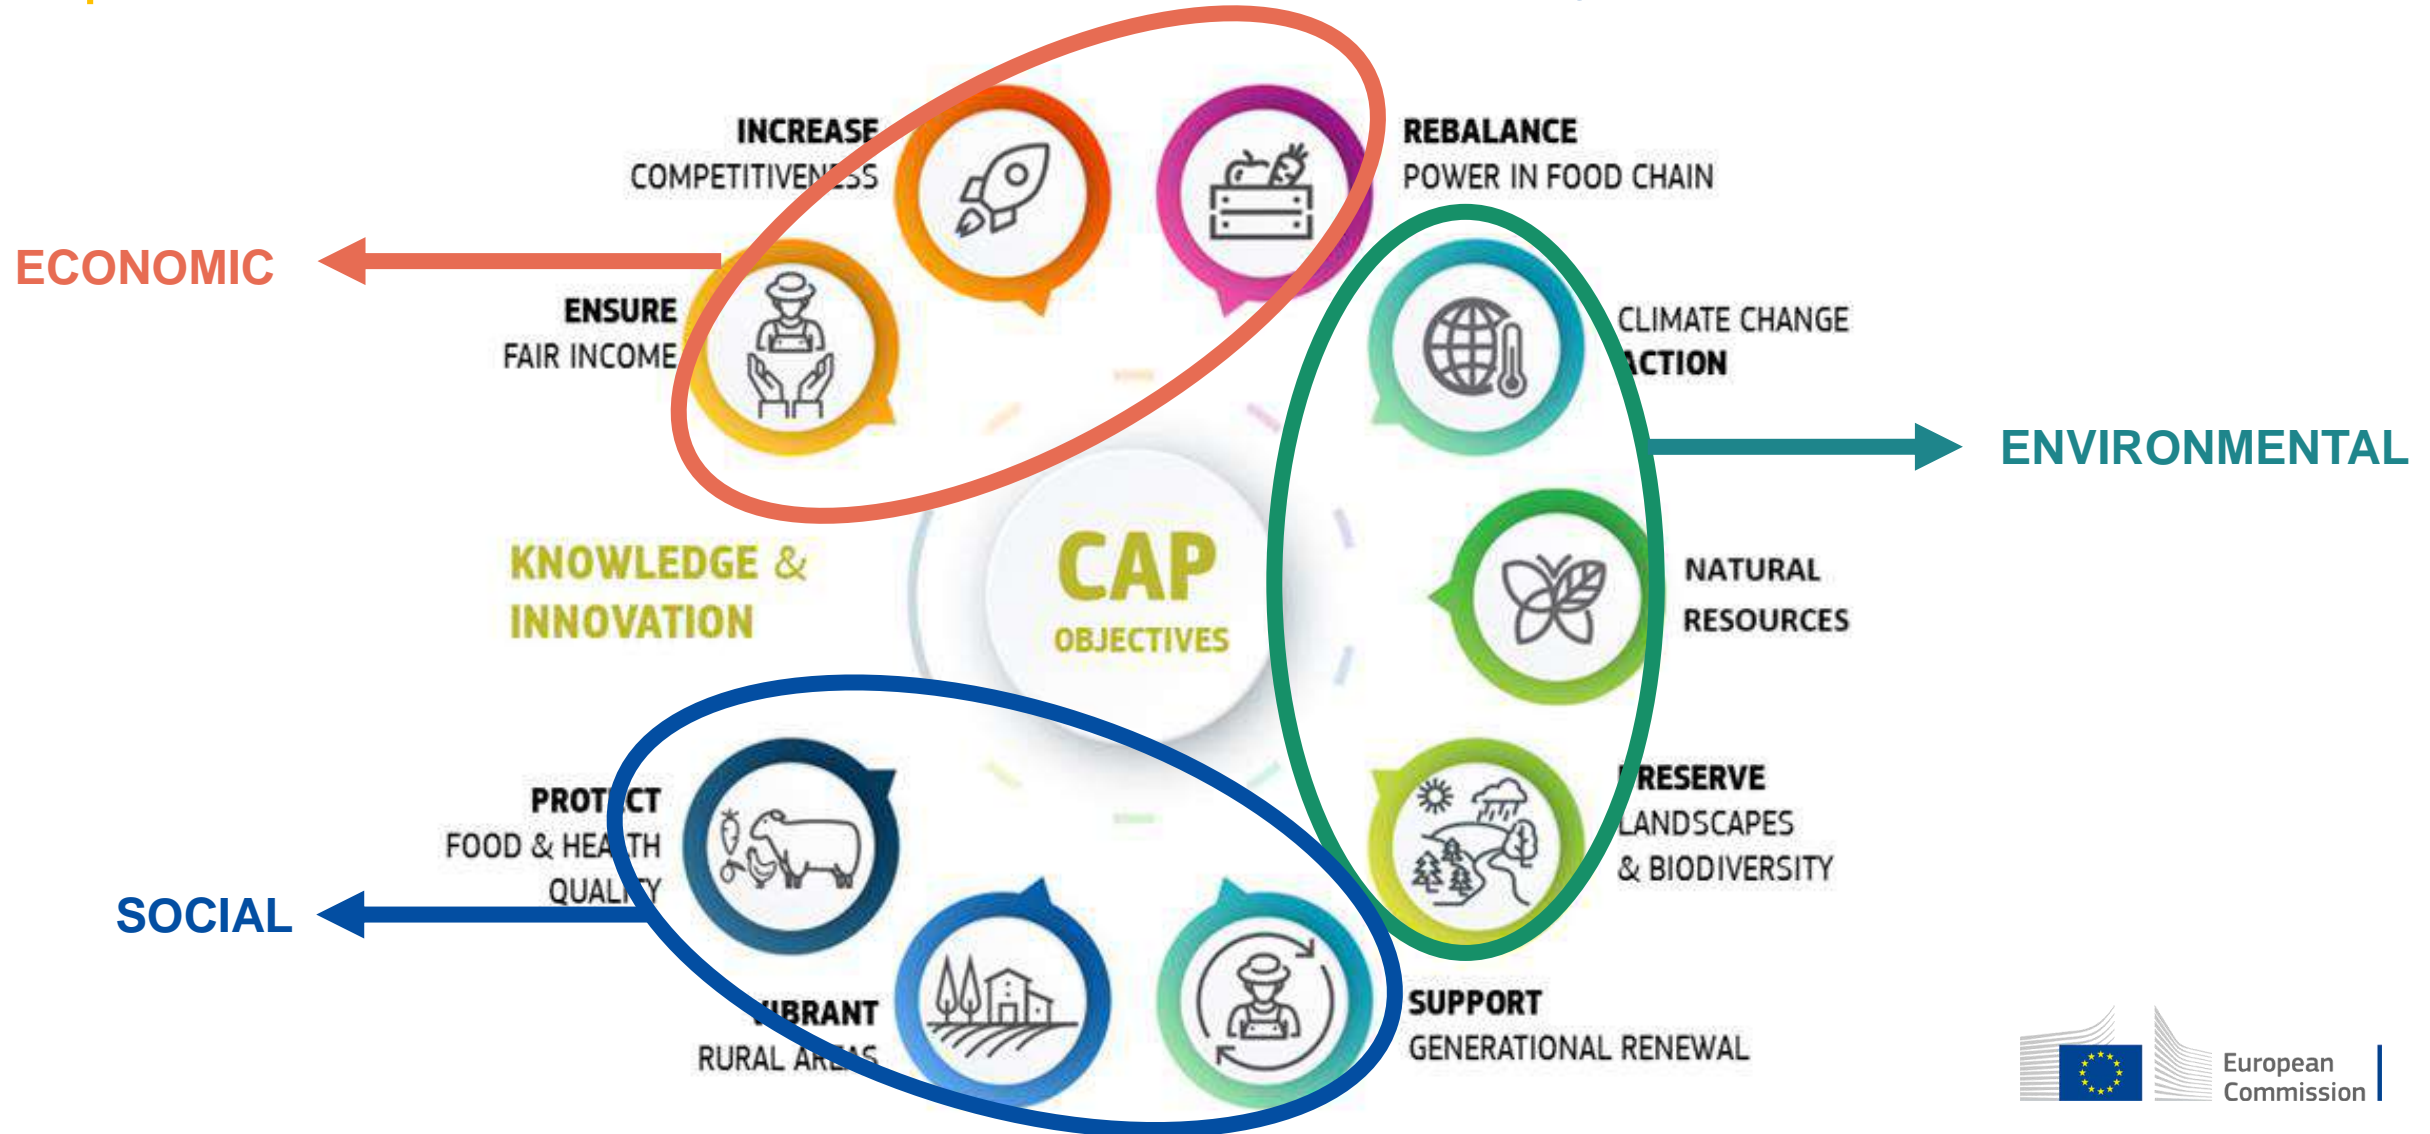 INCREASE
COMPETITIVENESS
REBALANCE
POWER IN FOOD CHAIN
ECONOMIC
ENSURE
FAIR INCOME
CLIMATE CHANGE
ACTION
ENVIRONMENTAL
KNOWLEDGE &
INNOVATION
CAP
OBJECTIVES
NATURAL
RESOURCES
PROTECT
FOOD & HEALTH
QUALITY
PRESERVE
LANDSCAPES
& BIODIVERSITY
SOCIAL
VIBRANT
RURAL AREAS
SUPPORT
GENERATIONAL RENEWAL
European
Commission